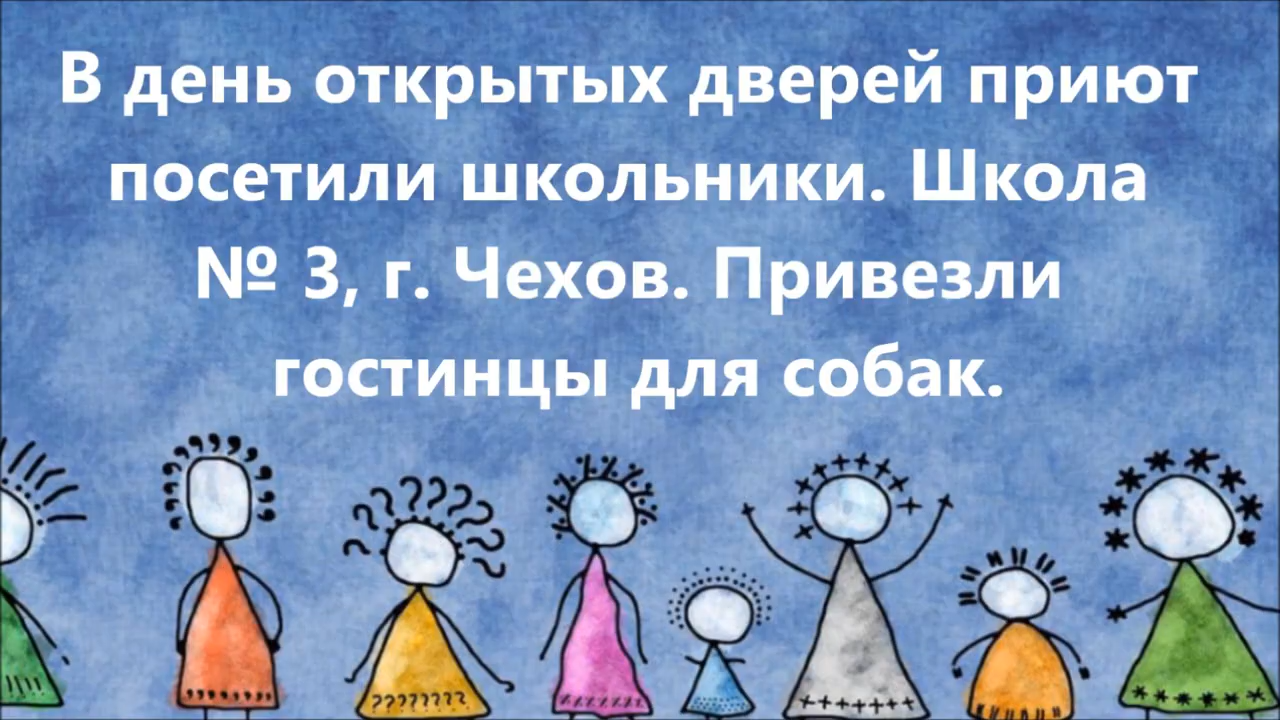 В день открытых дверей приют
посетили школьники. Школа
№ 3, г. Чехов. Привезли
гостинцы для собак.
????????
+++++++